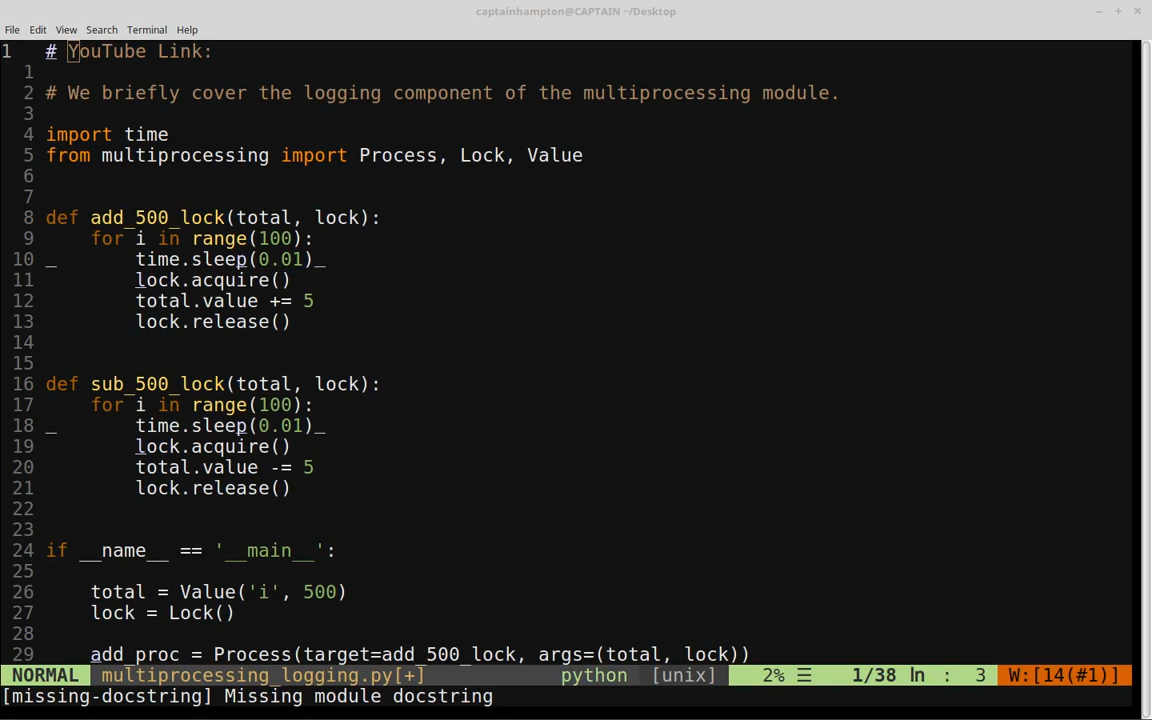 captainhampton@CAPTAIN ~/Desktop
File Edit View Search Terminal Help
1 # YouTube Link:
1
2 # We briefly cover the logging component of the multiprocessing module.
3
4 import time
5 from multiprocessing import Process, Lock, Value
6
7
8 def add_500_lock(total, lock):
9     for i in range(100):
10 _       time.sleep(0.01)_
11         lock.acquire()
12         total.value += 5
13         lock.release()
14
15
16 def sub_500_lock(total, lock):
17     for i in range(100):
18 _       time.sleep(0.01)_
19         lock.acquire()
20         total.value -= 5
21         lock.release()
22
23
24 if __name__ == '__main__':
25
26     total = Value('i', 500)
27     lock = Lock()
28
29     add_proc = Process(target=add_500_lock, args=(total, lock))
NORMAL multiprocessing_logging.py[+] python [unix] 2% ☰ 1/38 ln : 3 W:[14(#1)]
[missing-docstring] Missing module docstring